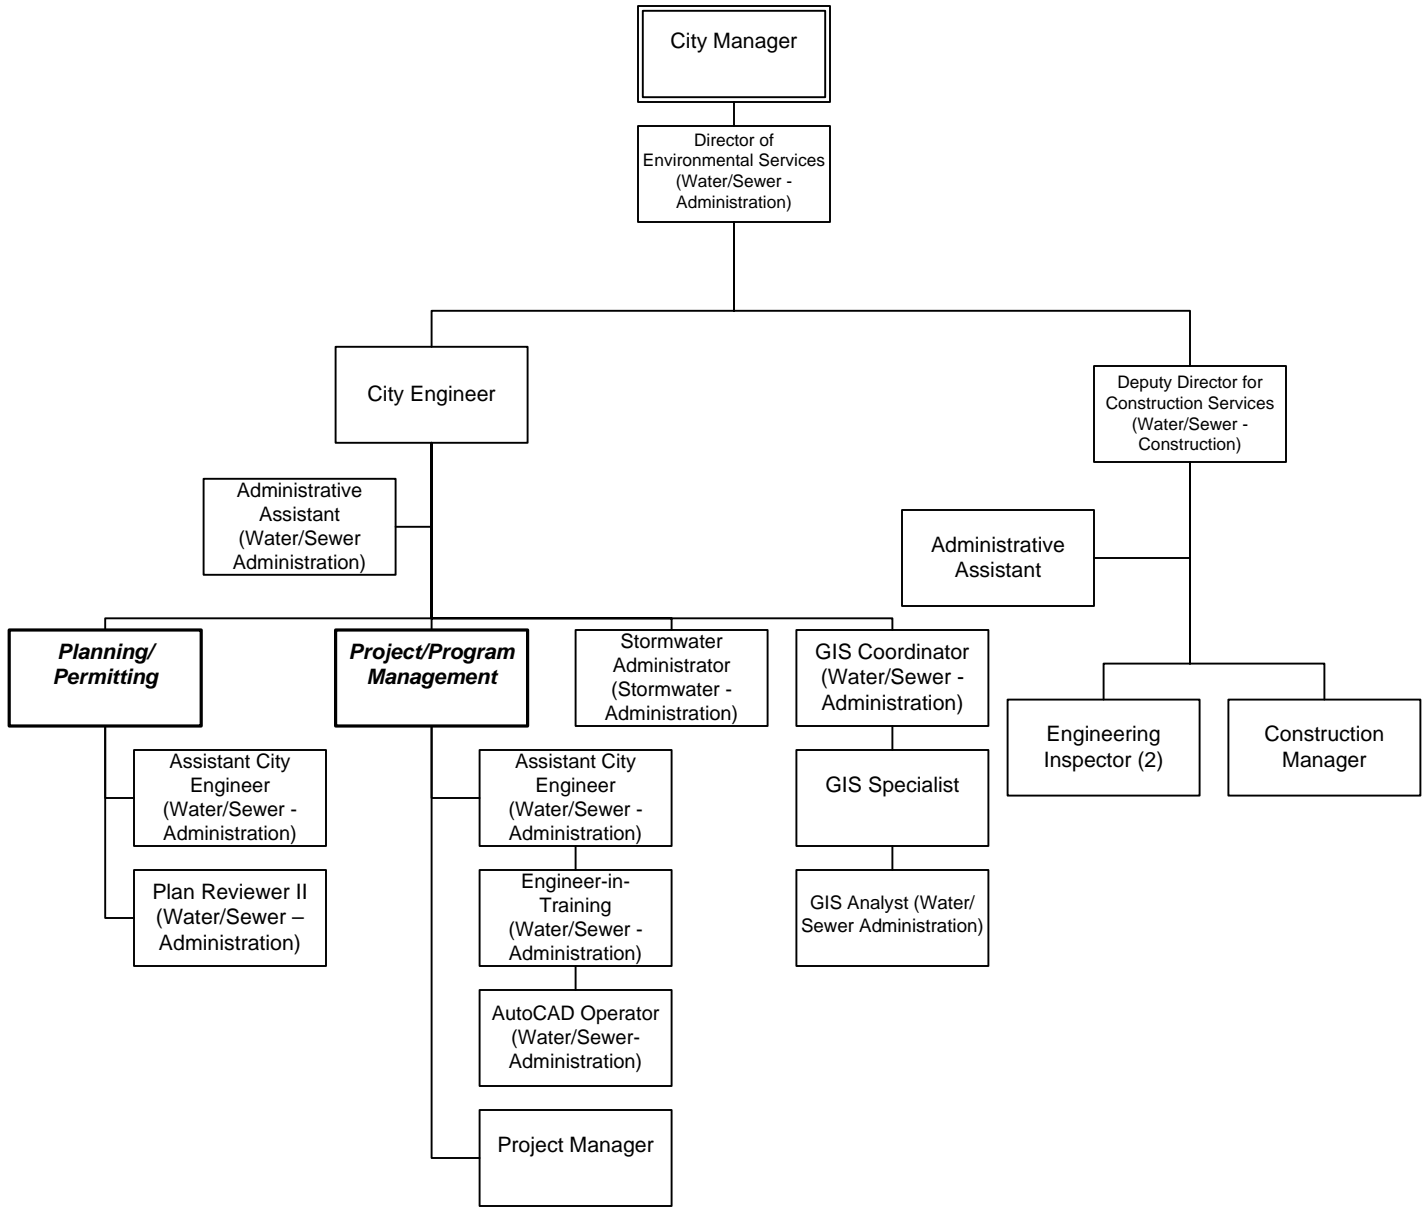 City Manager
Director of
Environmental Services
(Water/Sewer -
Administration)
City Engineer
Deputy Director for
Construction Services
(Water/Sewer -
Construction)
Administrative
Assistant
(Water/Sewer
Administration)
Administrative
Assistant
Planning/
Permitting
Project/Program
Management
Stormwater
Administrator
(Stormwater -
Administration)
GIS Coordinator
(Water/Sewer -
Administration)
Engineering
Inspector (2)
Construction
Manager
Assistant City
Engineer
(Water/Sewer -
Administration)
Assistant City
Engineer
(Water/Sewer -
Administration)
GIS Specialist
Plan Reviewer II
(Water/Sewer –
Administration)
Engineer-in-
Training
(Water/Sewer -
Administration)
GIS Analyst (Water/
Sewer Administration)
AutoCAD Operator
(Water/Sewer-
Administration)
Project Manager